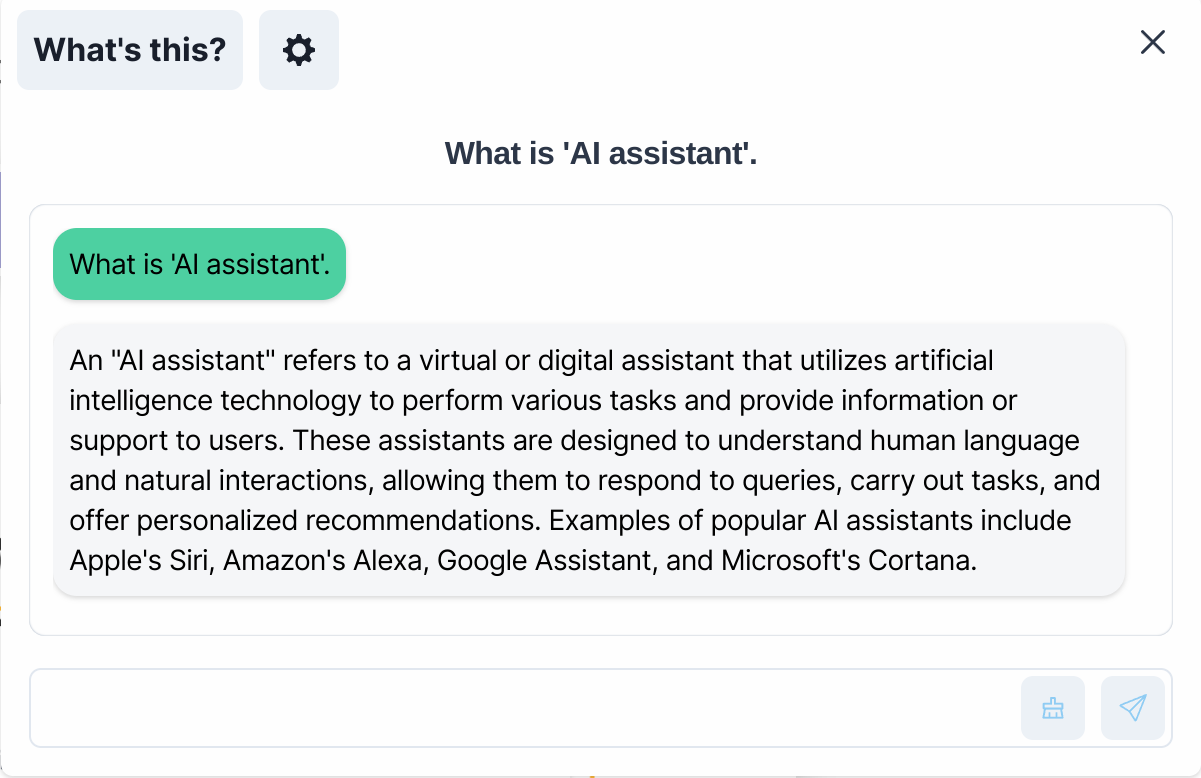 What's this?
What is 'AI assistant'.
What is 'AI assistant'.
An "AI assistant" refers to a virtual or digital assistant that utilizes artificial
intelligence technology to perform various tasks and provide information or
support to users. These assistants are designed to understand human language
and natural interactions, allowing them to respond to queries, carry out tasks, and
offer personalized recommendations. Examples of popular AI assistants include
Apple's Siri, Amazon's Alexa, Google Assistant, and Microsoft's Cortana.